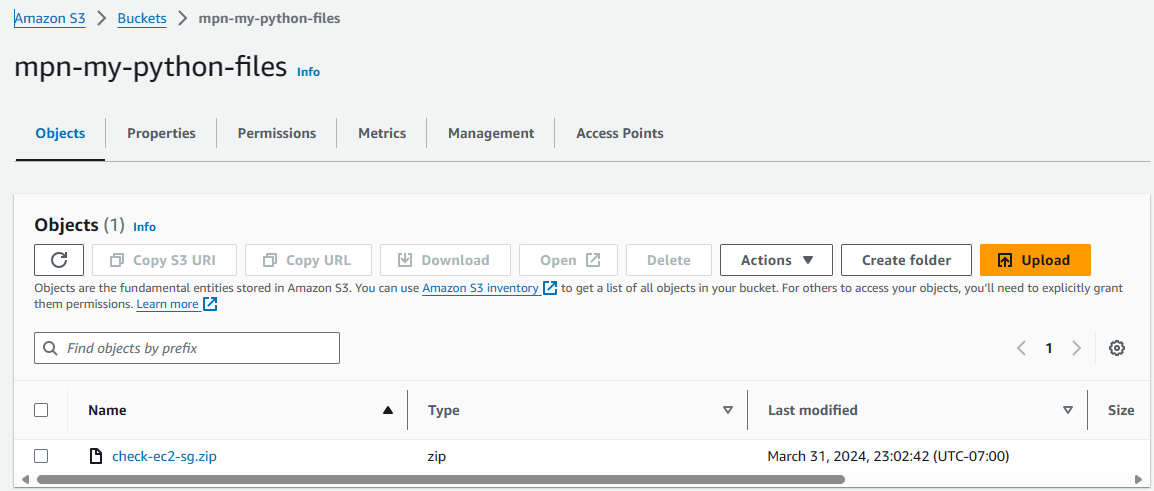 Amazon S3 > Buckets > mpn-my-python-files
mpn-my-python-files Info
Objects Properties Permissions Metrics Management Access Points
Objects (1) Info
Copy S3 URI Copy URL Download Open Delete Actions Create folder Upload
Objects are the fundamental entities stored in Amazon S3. You can use Amazon S3 inventory to get a list of all objects in your bucket. For others to access your objects, you'll need to explicitly grant
them permissions. Learn more
Find objects by prefix 1
Name Type Last modified Size
check-ec2-sg.zip zip March 31, 2024, 23:02:42 (UTC-07:00)